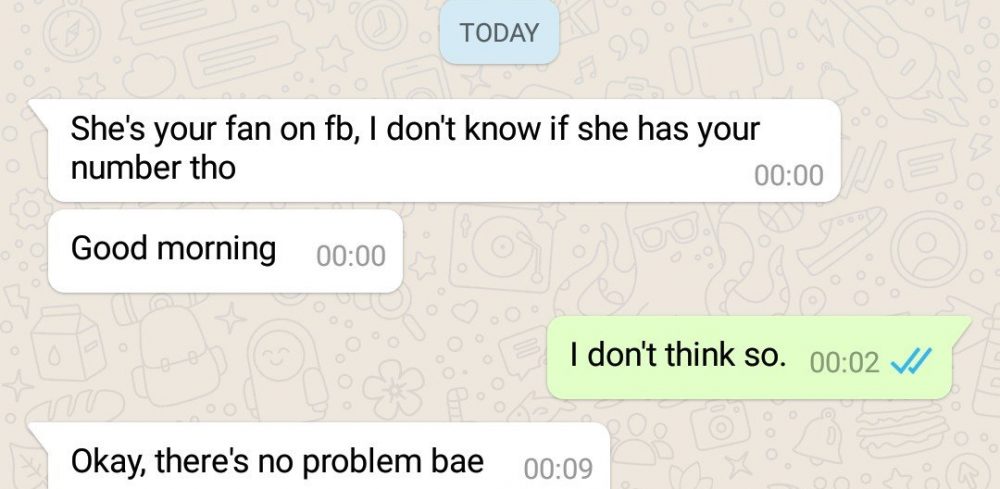 TODAY
She's your fan on fb, I don't know if she has your
number tho
00:00
Good morning 00:00
I don't think so. 00:02
Okay, there's no problem bae 00:09